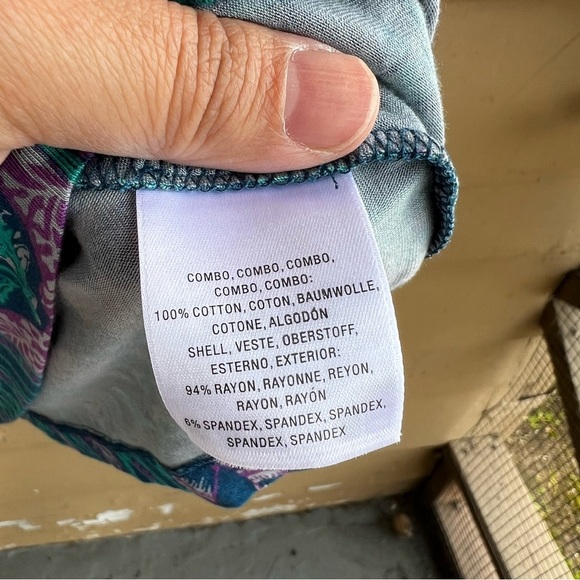 COMBO, COMBO, COMBO,
COMBO, COMBO:
100% COTTON, COTON, BAUMWOLLE,
COTONE, ALGODÓN
SHELL, VESTE, OBERSTOFF,
ESTERNO, EXTERIOR:
94% RAYON, RAYONNE, REYON,
RAYON, RAYÓN
6% SPANDEX, SPANDEX, SPANDEX,
SPANDEX, SPANDEX